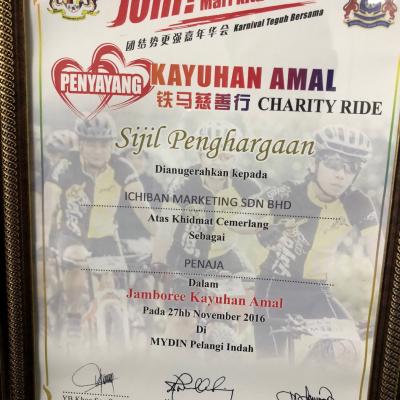 Join!
团结势更强嘉年华会 Karnival Teguh Bersama
PENYAYANG
KAYUHAN AMAL
铁马慈善行 CHARITY RIDE
Sijil Penghargaan
Dianugerahkan kepada
ICHIBAN MARKETING SDN BHD
Atas Khidmat Cemerlang
Sebagai
PENAJA
Dalam
Jamboree Kayuhan Amal
Pada 27hb November 2016
Di
MYDIN Pelangi Indah